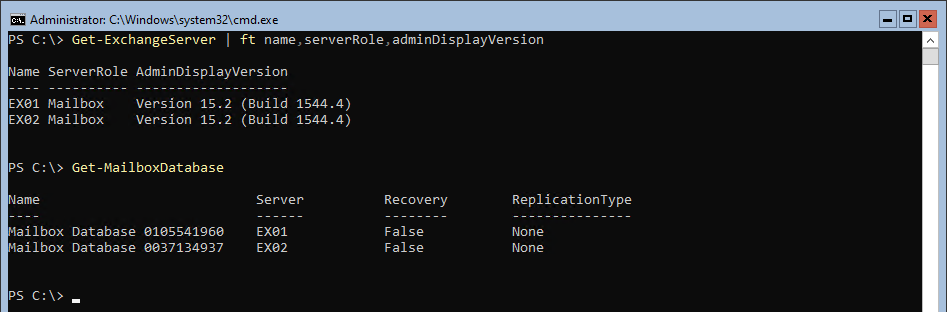 Administrator: C:\Windows\system32\cmd.exe
PS C:\> Get-ExchangeServer | ft name,serverRole,adminDisplayVersion
Name ServerRole AdminDisplayVersion
---- ---------- -------------------
EX01 Mailbox    Version 15.2 (Build 1544.4)
EX02 Mailbox    Version 15.2 (Build 1544.4)
PS C:\> Get-MailboxDatabase
Name                           Server          Recovery        ReplicationType
----                           ------          --------        ---------------
Mailbox Database 0105541960    EX01            False           None
Mailbox Database 0037134937    EX02            False           None
PS C:\>